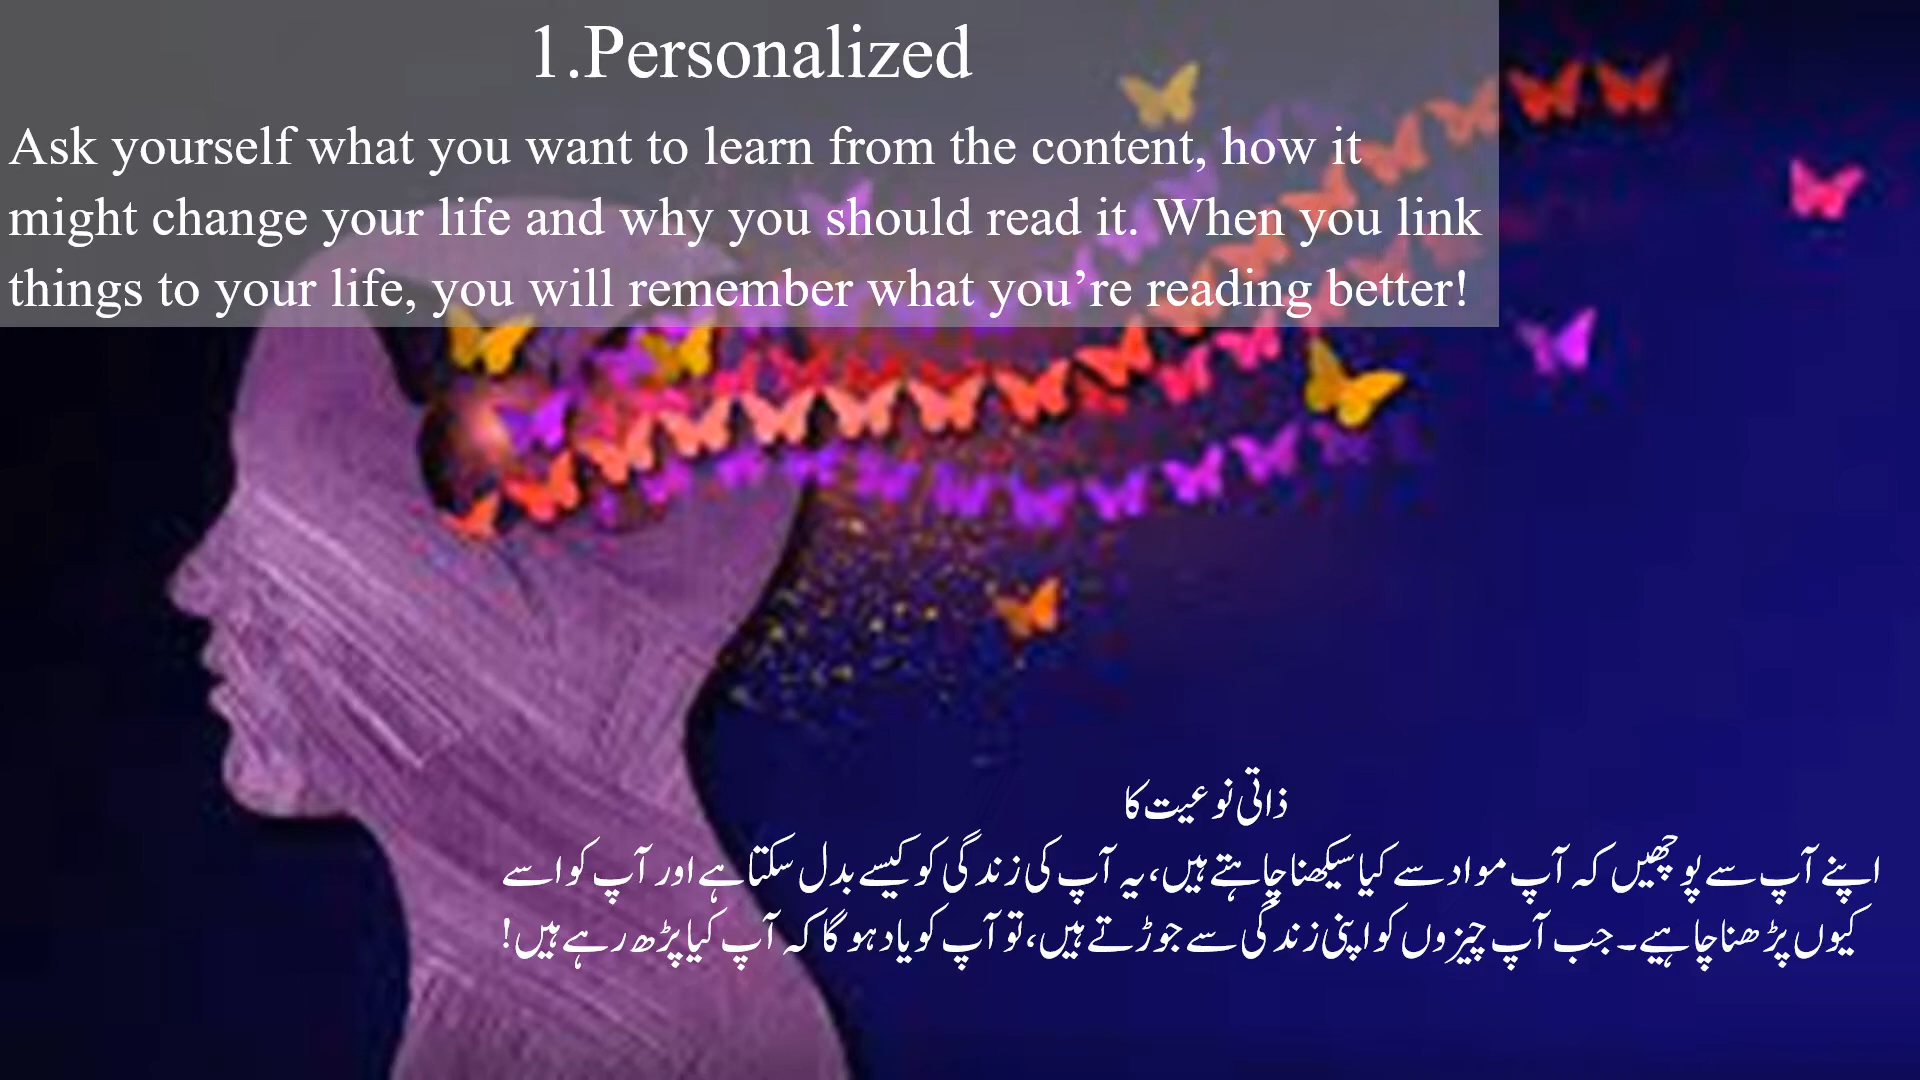 1.Personalized
Ask yourself what you want to learn from the content, how it
might change your life and why you should read it. When you link
things to your life, you will remember what you’re reading better!
ذاتی نوعیت کا
اپنے آپ سے پوچھیں کہ آپ مواد سے کیا سیکھنا چاہتے ہیں، یہ آپ کی زندگی کو کیسے بدل سکتا ہے اور آپ کو اسے
کیوں پڑھنا چاہیے۔ جب آپ چیزوں کو اپنی زندگی سے جوڑتے ہیں، تو آپ کو یاد ہو گا کہ آپ کیا پڑھ رہے ہیں!